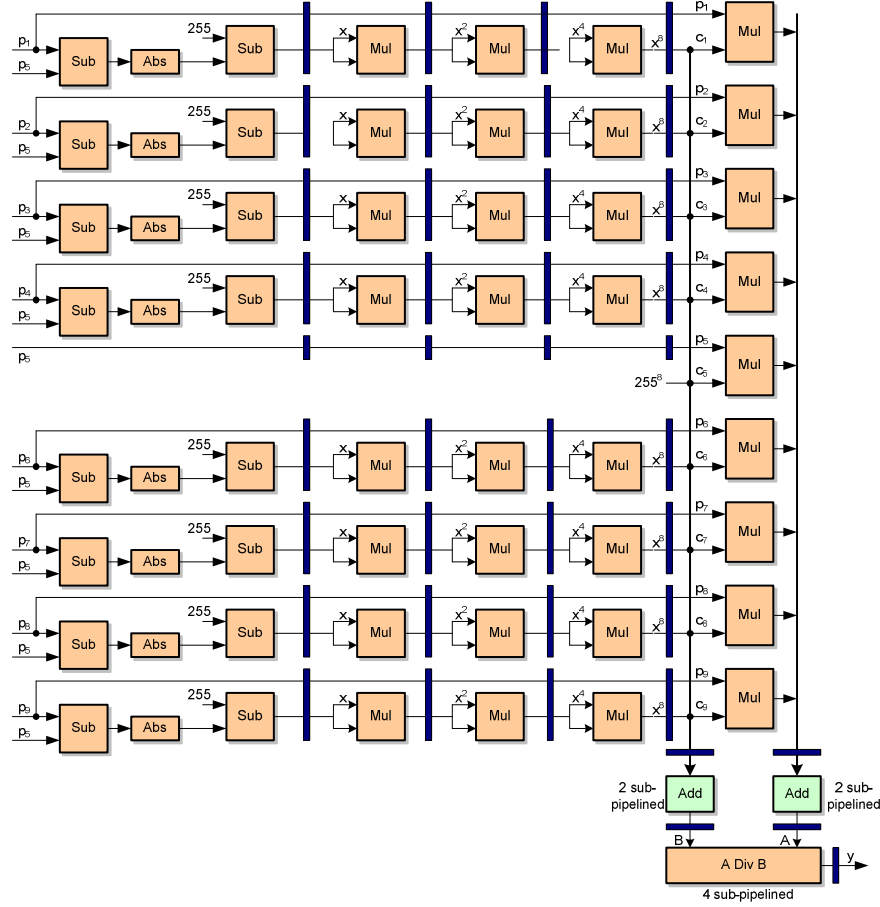 p₁
255 x x² x⁴ x⁸ c₁
p₁ Sub Abs Sub Mul Mul Mul Mul
p₅
p₂
255 x x² x⁴ x⁸ c₂
p₂ Sub Abs Sub Mul Mul Mul Mul
p₅
p₃
255 x x² x⁴ x⁸ c₃
p₃ Sub Abs Sub Mul Mul Mul Mul
p₅
p₄
255 x x² x⁴ x⁸ c₄
p₄ Sub Abs Sub Mul Mul Mul Mul
p₅
p₅ p₅ Mul
255⁸ c₅
p₆
255 x x² x⁴ x⁸ c₆
p₆ Sub Abs Sub Mul Mul Mul Mul
p₅
p₇
255 x x² x⁴ x⁸ c₇
p₇ Sub Abs Sub Mul Mul Mul Mul
p₅
p₈
255 x x² x⁴ x⁸ c₈
p₈ Sub Abs Sub Mul Mul Mul Mul
p₅
p₉
255 x x² x⁴ x⁸ c₉
p₉ Sub Abs Sub Mul Mul Mul Mul
p₅
2 sub-
pipelined
Add
Add
2 sub-
pipelined
B A
A Div B
y
4 sub-pipelined